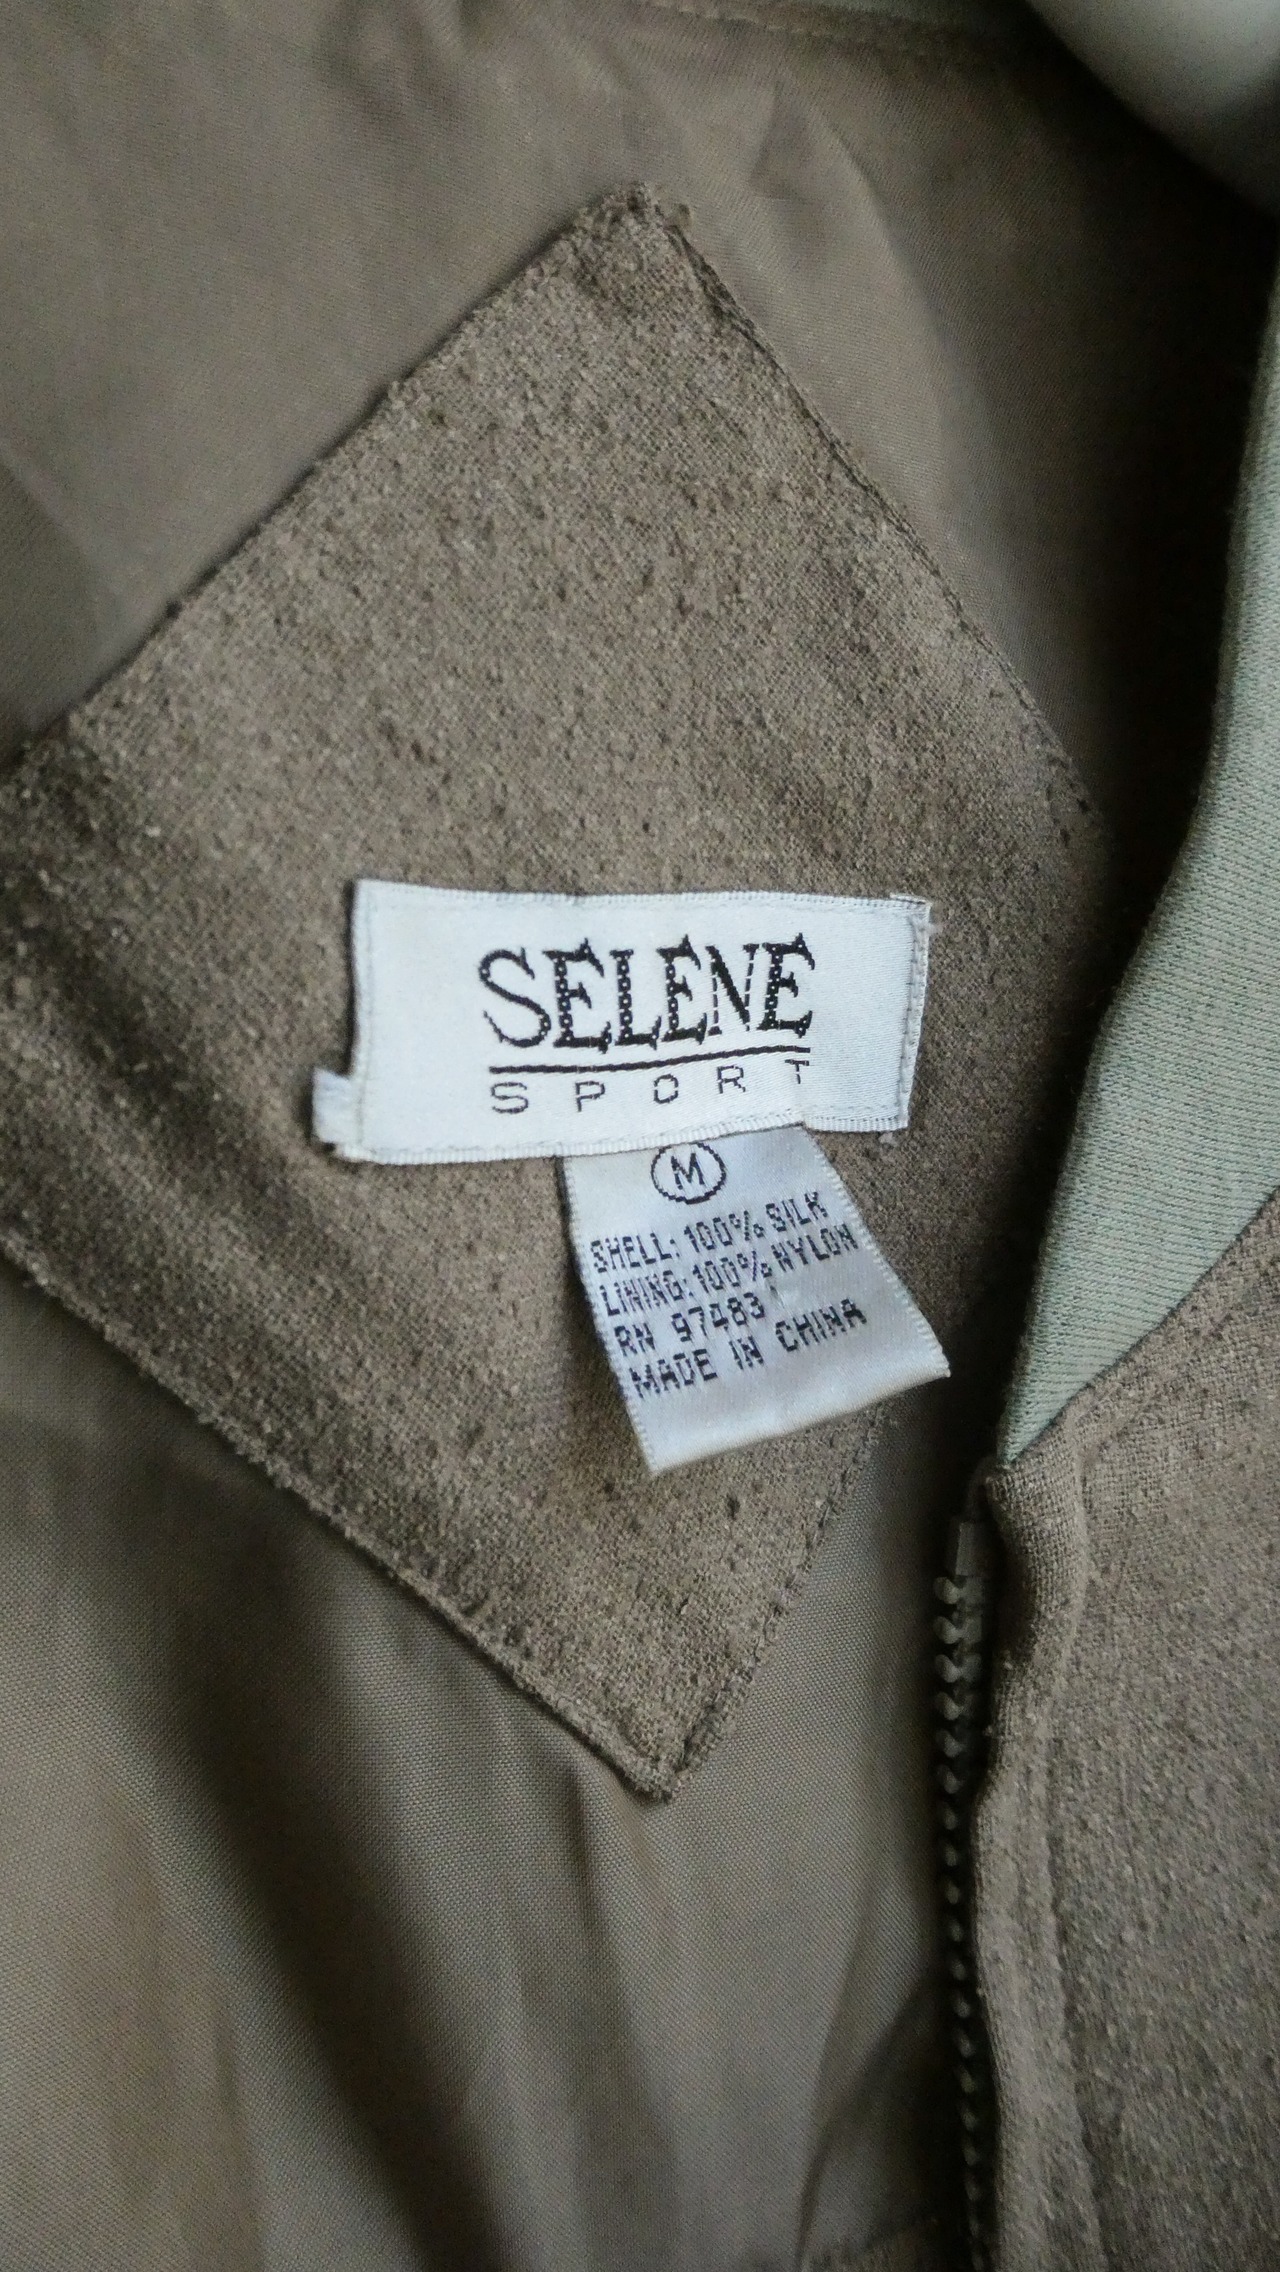 SELENE
SPORT
M
SHELL: 100% SILK
LINING: 100% NYLON
RN 97483
MADE IN CHINA